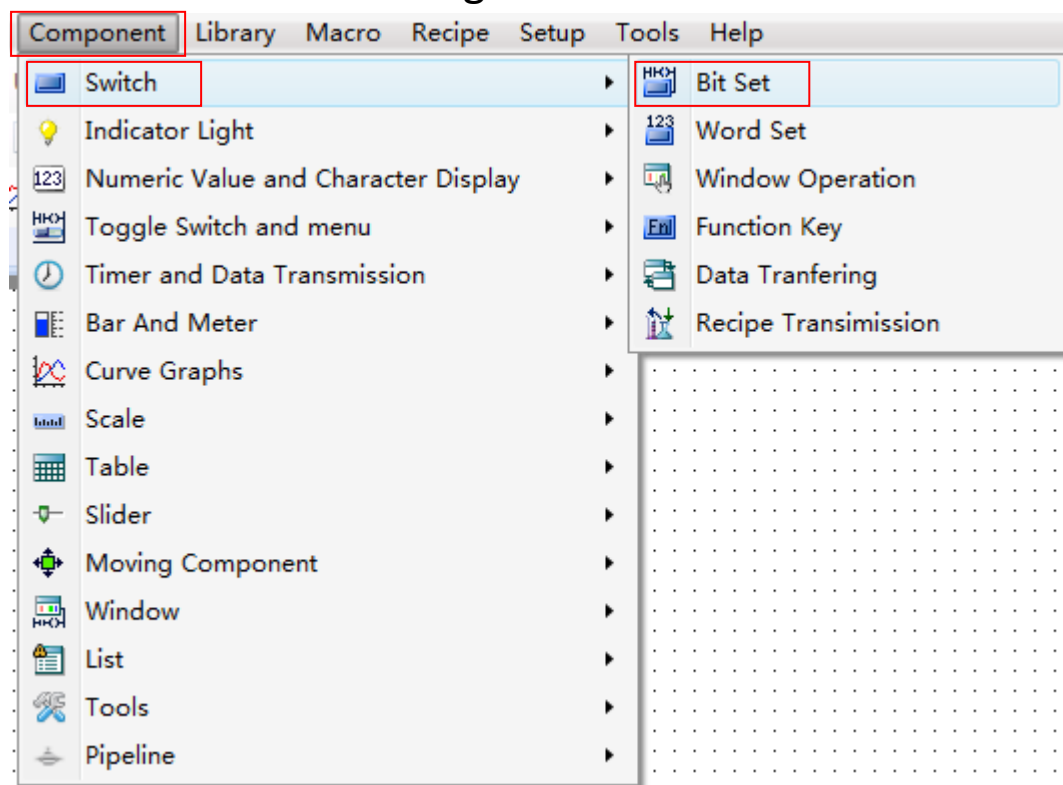 Component Library Macro Recipe Setup Tools Help
Switch
Indicator Light
123 Numeric Value and Character Display
Toggle Switch and menu
Timer and Data Transmission
Bar And Meter
Curve Graphs
Scale
Table
Slider
Moving Component
Window
List
Tools
Pipeline
Bit Set
123 Word Set
Window Operation
Function Key
Data Tranfering
Recipe Transimission